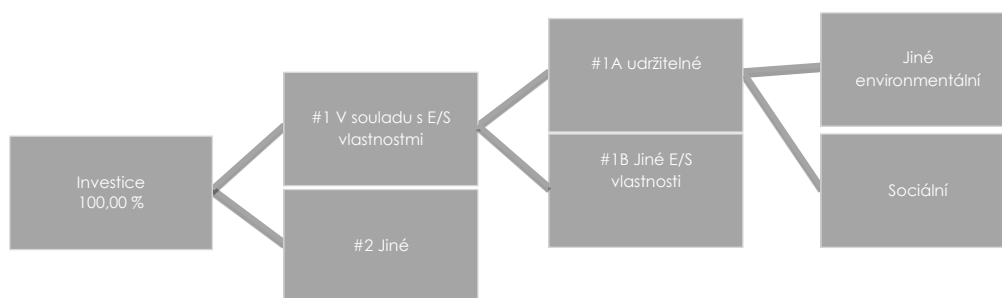 Investice
100,00 %
#1 V souladu s E/S
vlastnostmi
#2 Jiné
#1A udržitelné
#1B Jiné E/S
vlastnosti
Jiné
environmentální
Sociální